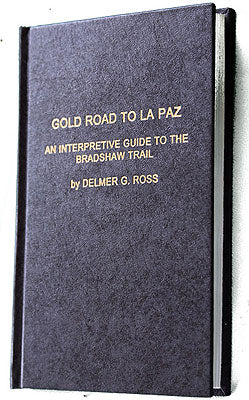 GOLD ROAD TO LA PAZ
AN INTERPRETIVE GUIDE TO THE
BRADSHAW TRAIL
by DELMER G. ROSS